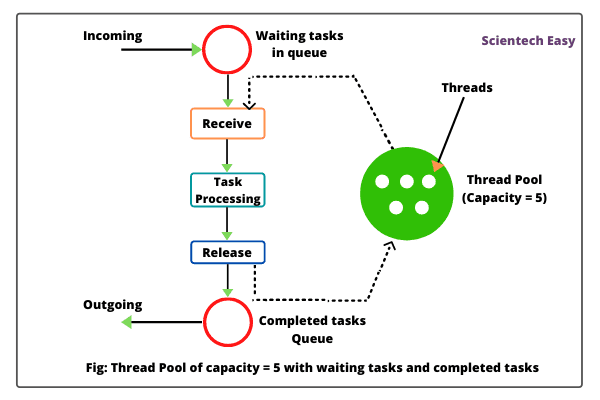 Incoming
Waiting tasks
in queue
Scientech Easy
Threads
Receive
Task
Processing
Thread Pool
(Capacity = 5)
Release
Outgoing
Completed tasks
Queue
Fig: Thread Pool of capacity = 5 with waiting tasks and completed tasks